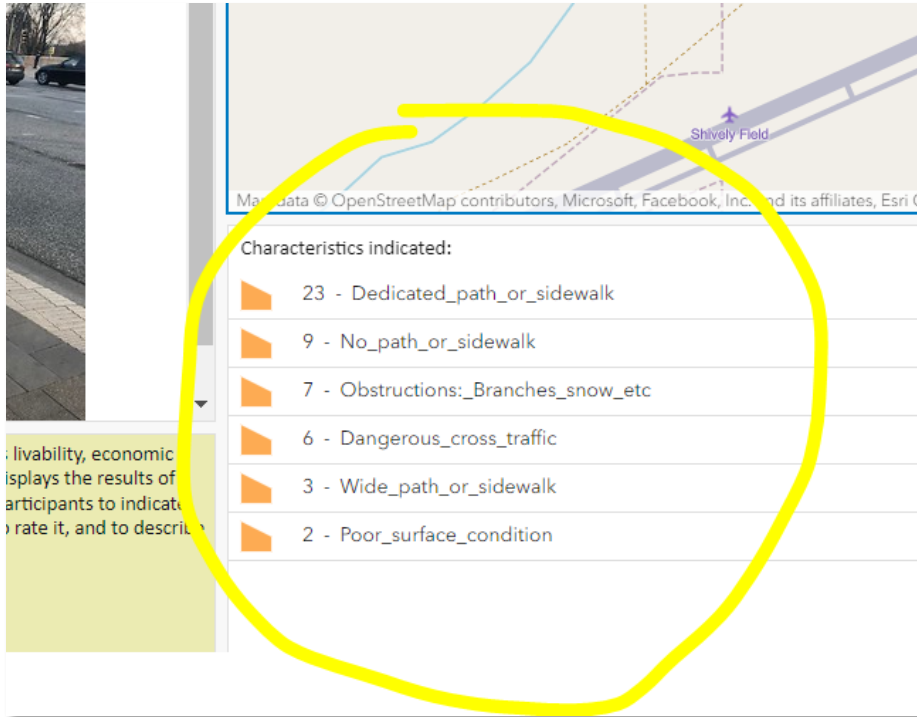 Shively Field
data © OpenStreetMap contributors, Microsoft, Facebook, Inc. and its affiliates, Esri
Characteristics indicated:
23 - Dedicated_path_or_sidewalk
9 - No_path_or_sidewalk
7 - Obstructions:_Branches_snow_etc
6 - Dangerous_cross_traffic
3 - Wide_path_or_sidewalk
2 - Poor_surface_condition
livability, economic
isplays the results of
articipants to indicate
rate it, and to describe